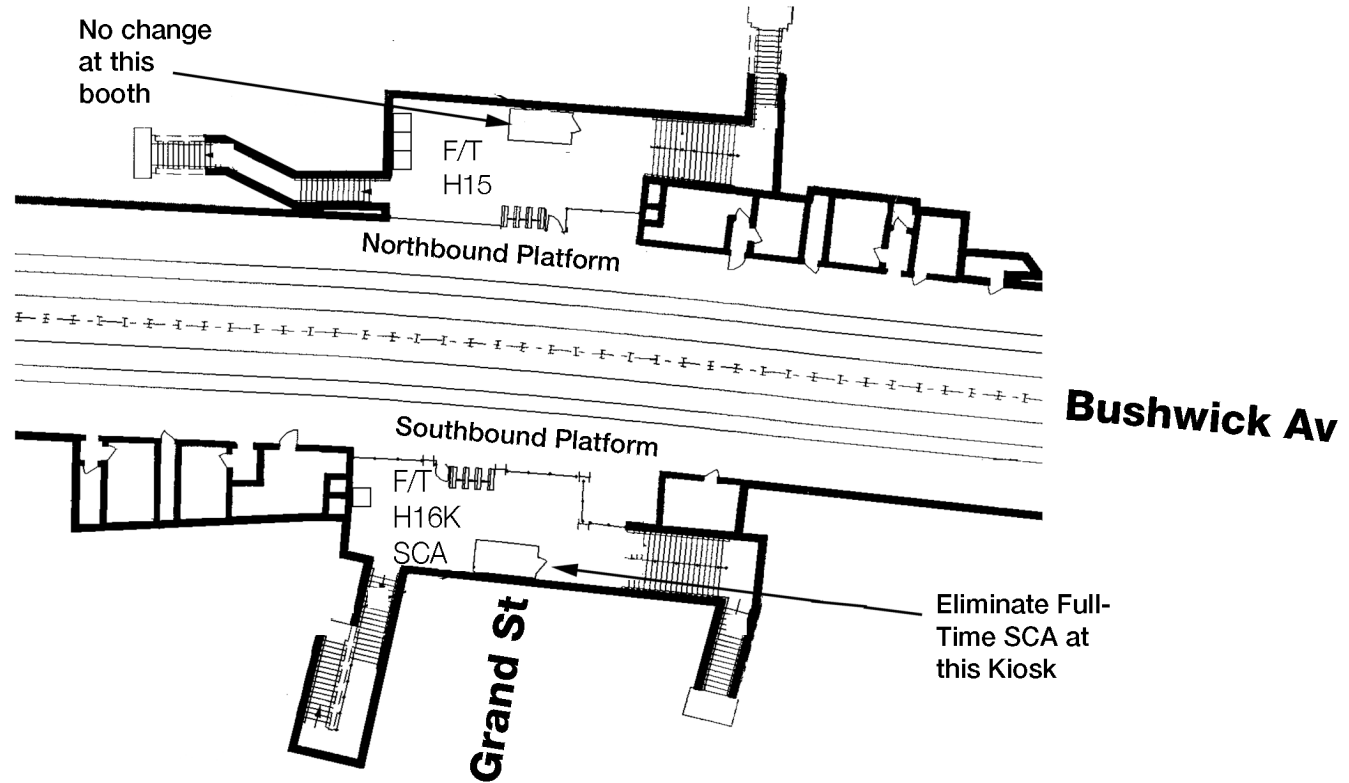 No change
at this
booth
F/T
H15
Northbound Platform
Bushwick Av
Southbound Platform
F/T
H16K
SCA
Eliminate Full-
Time SCA at
this Kiosk
Grand St